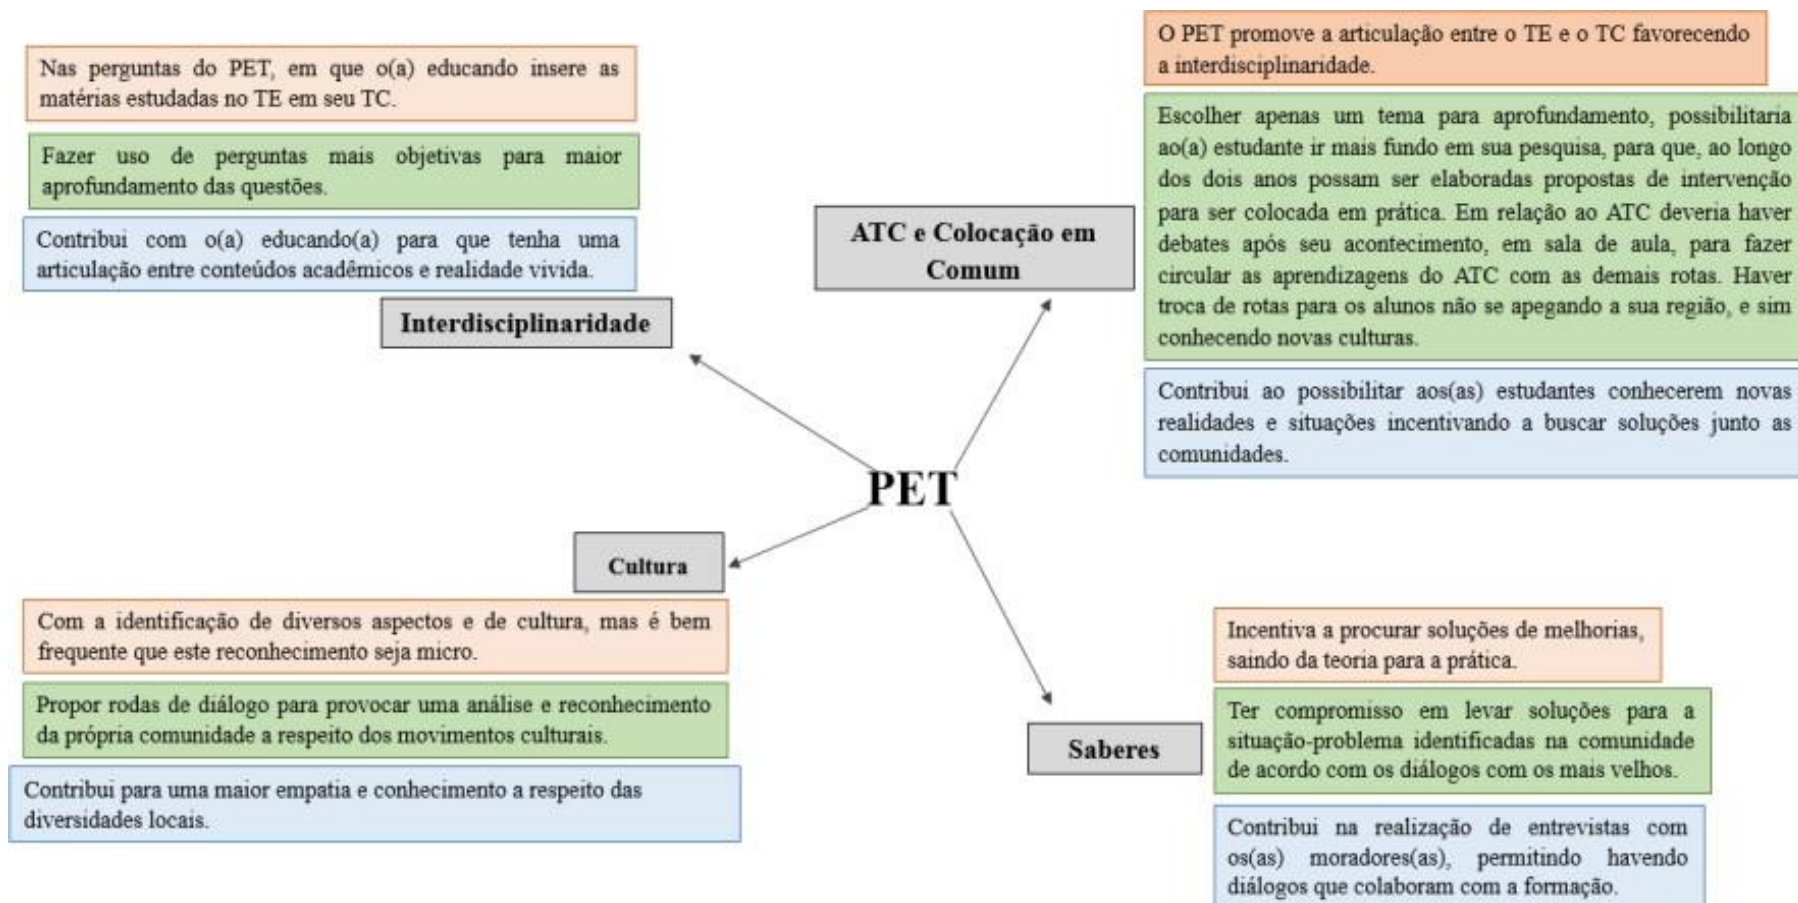 Nas perguntas do PET, em que o(a) educando insere as
matérias estudadas no TE em seu TC.
Fazer uso de perguntas mais objetivas para maior
aprofundamento das questões.
Contribui com o(a) educando(a) para que tenha uma
articulação entre conteúdos acadêmicos e realidade vivida.
Interdisciplinaridade
O PET promove a articulação entre o TE e o TC favorecendo
a interdisciplinaridade.
Escolher apenas um tema para aprofundamento, possibilitaria
ao(a) estudante ir mais fundo em sua pesquisa, para que, ao longo
dos dois anos possam ser elaboradas propostas de intervenção
para ser colocada em prática. Em relação ao ATC deveria haver
debates após seu acontecimento, em sala de aula, para fazer
circular as aprendizagens do ATC com as demais rotas. Haver
troca de rotas para os alunos não se apegando a sua região, e sim
conhecendo novas culturas.
Contribui ao possibilitar aos(as) estudantes conhecerem novas
realidades e situações incentivando a buscar soluções junto as
comunidades.
ATC e Colocação em
Comum
PET
Cultura
Com a identificação de diversos aspectos e de cultura, mas é bem
frequente que este reconhecimento seja micro.
Propor rodas de diálogo para provocar uma análise e reconhecimento
da própria comunidade a respeito dos movimentos culturais.
Contribui para uma maior empatia e conhecimento a respeito das
diversidades locais.
Saberes
Incentiva a procurar soluções de melhorias,
saindo da teoria para a prática.
Ter compromisso em levar soluções para a
situação-problema identificadas na comunidade
de acordo com os diálogos com os mais velhos.
Contribui na realização de entrevistas com
os(as) moradores(as), permitindo havendo
diálogos que colaboram com a formação.